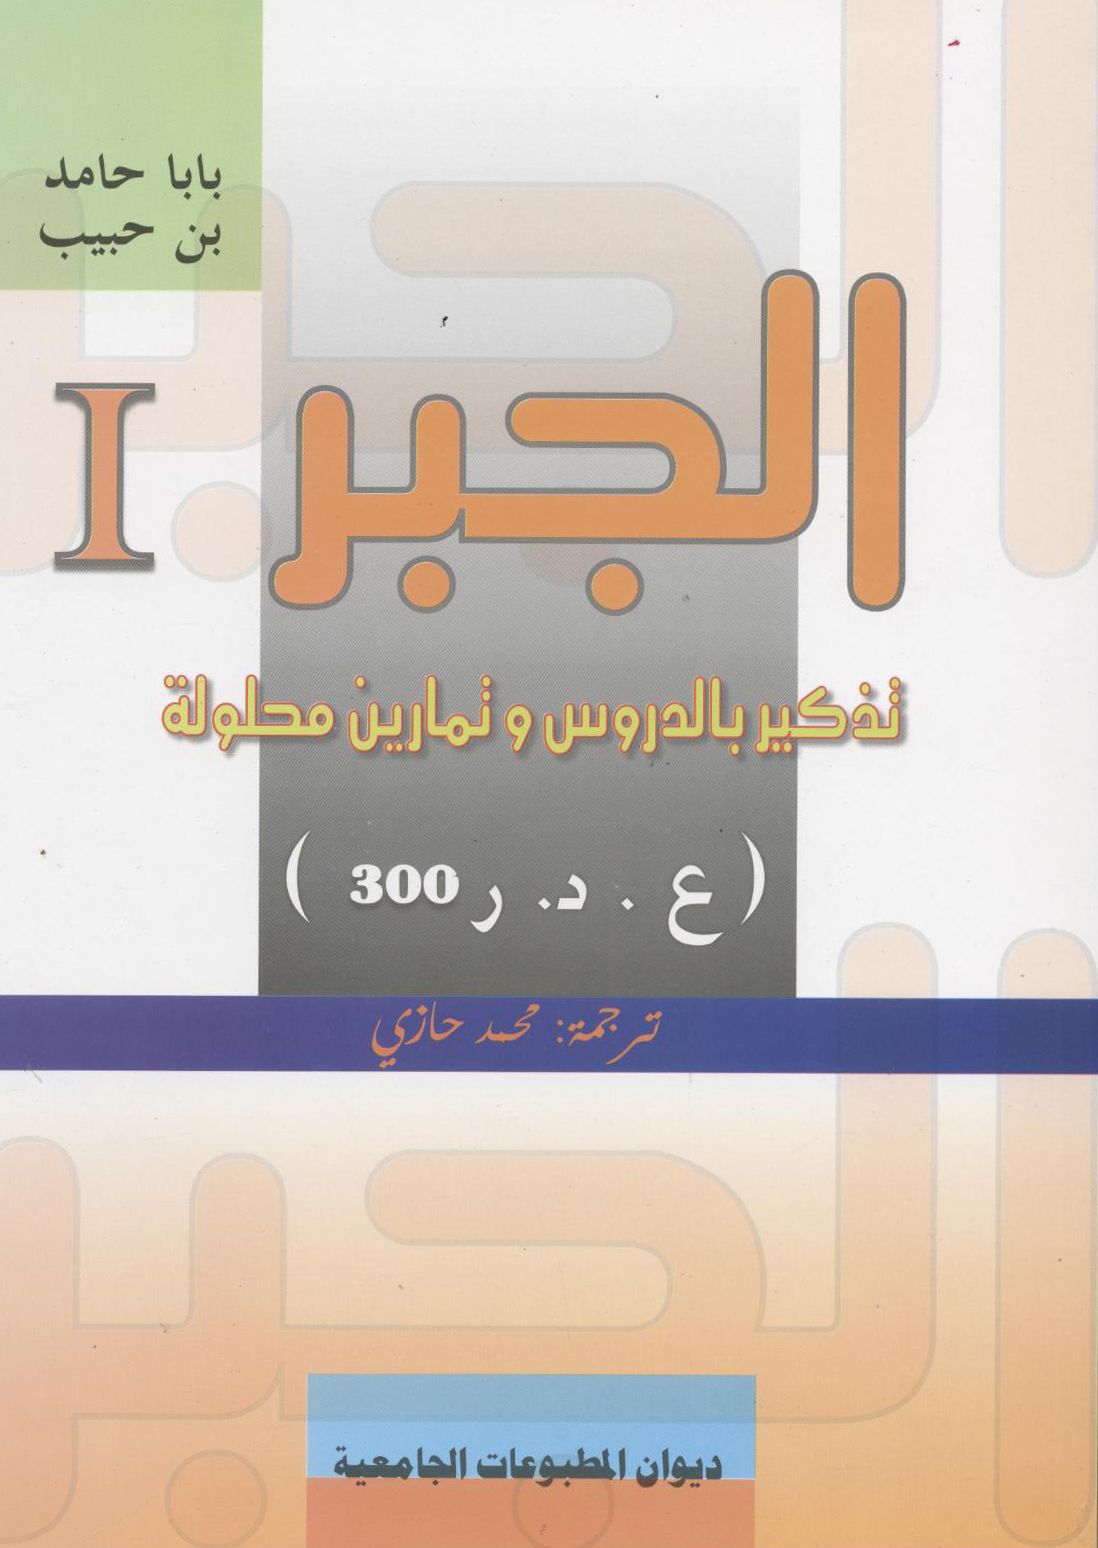 بابا حامد
بن حبيب
الجبر I
تذكير بالدروس و تمارين محلولة
(ع . د. ر 300)
ترجمة: محمد حازي
ديوان المطبوعات الجامعية